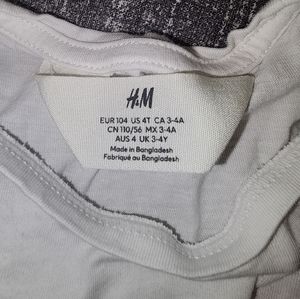 H&M
EUR 104 US 4T CA 3-4A
CN 110/56 MX 3-4A
AUS 4 UK 3-4Y
Made in Bangladesh
Fabriqué au Bangladesh